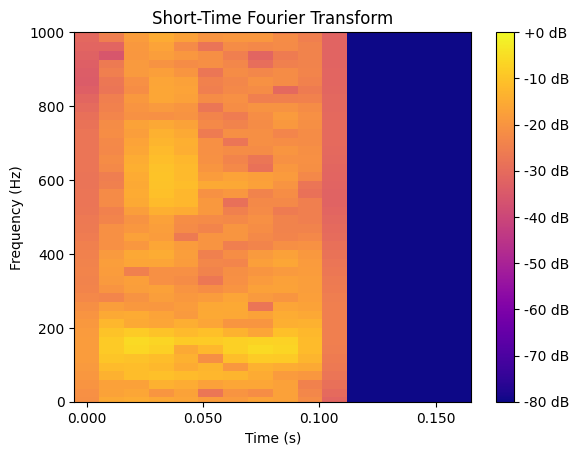 Short-Time Fourier Transform
1000
800
600
400
200
0
Frequency (Hz)
0.000
0.050
0.100
0.150
Time (s)
+0 dB
-10 dB
-20 dB
-30 dB
-40 dB
-50 dB
-60 dB
-70 dB
-80 dB